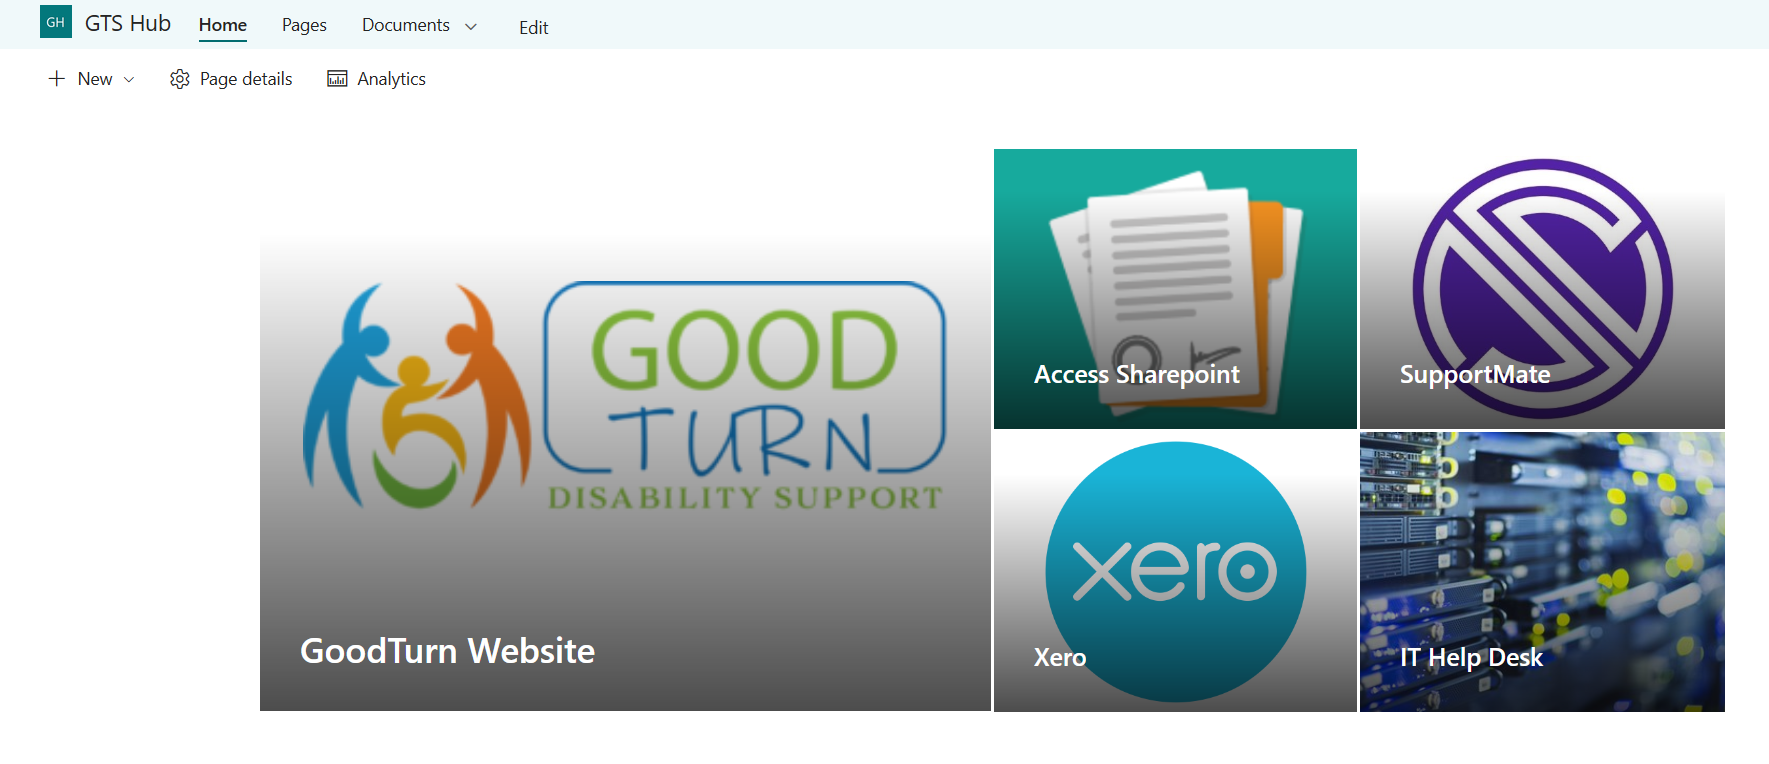 GH GTS Hub Home Pages Documents Edit
New Page details Analytics
GOOD
TURN
DISABILITY SUPPORT
GoodTurn Website
Access Sharepoint
SupportMate
xero
Xero
IT Help Desk